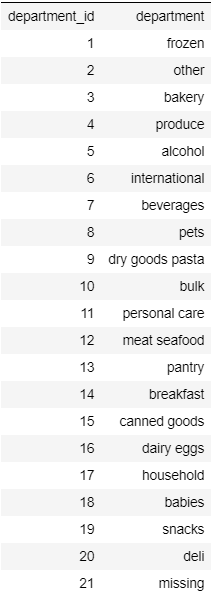 department_id department
1 frozen
2 other
3 bakery
4 produce
5 alcohol
6 international
7 beverages
8 pets
9 dry goods pasta
10 bulk
11 personal care
12 meat seafood
13 pantry
14 breakfast
15 canned goods
16 dairy eggs
17 household
18 babies
19 snacks
20 deli
21 missing